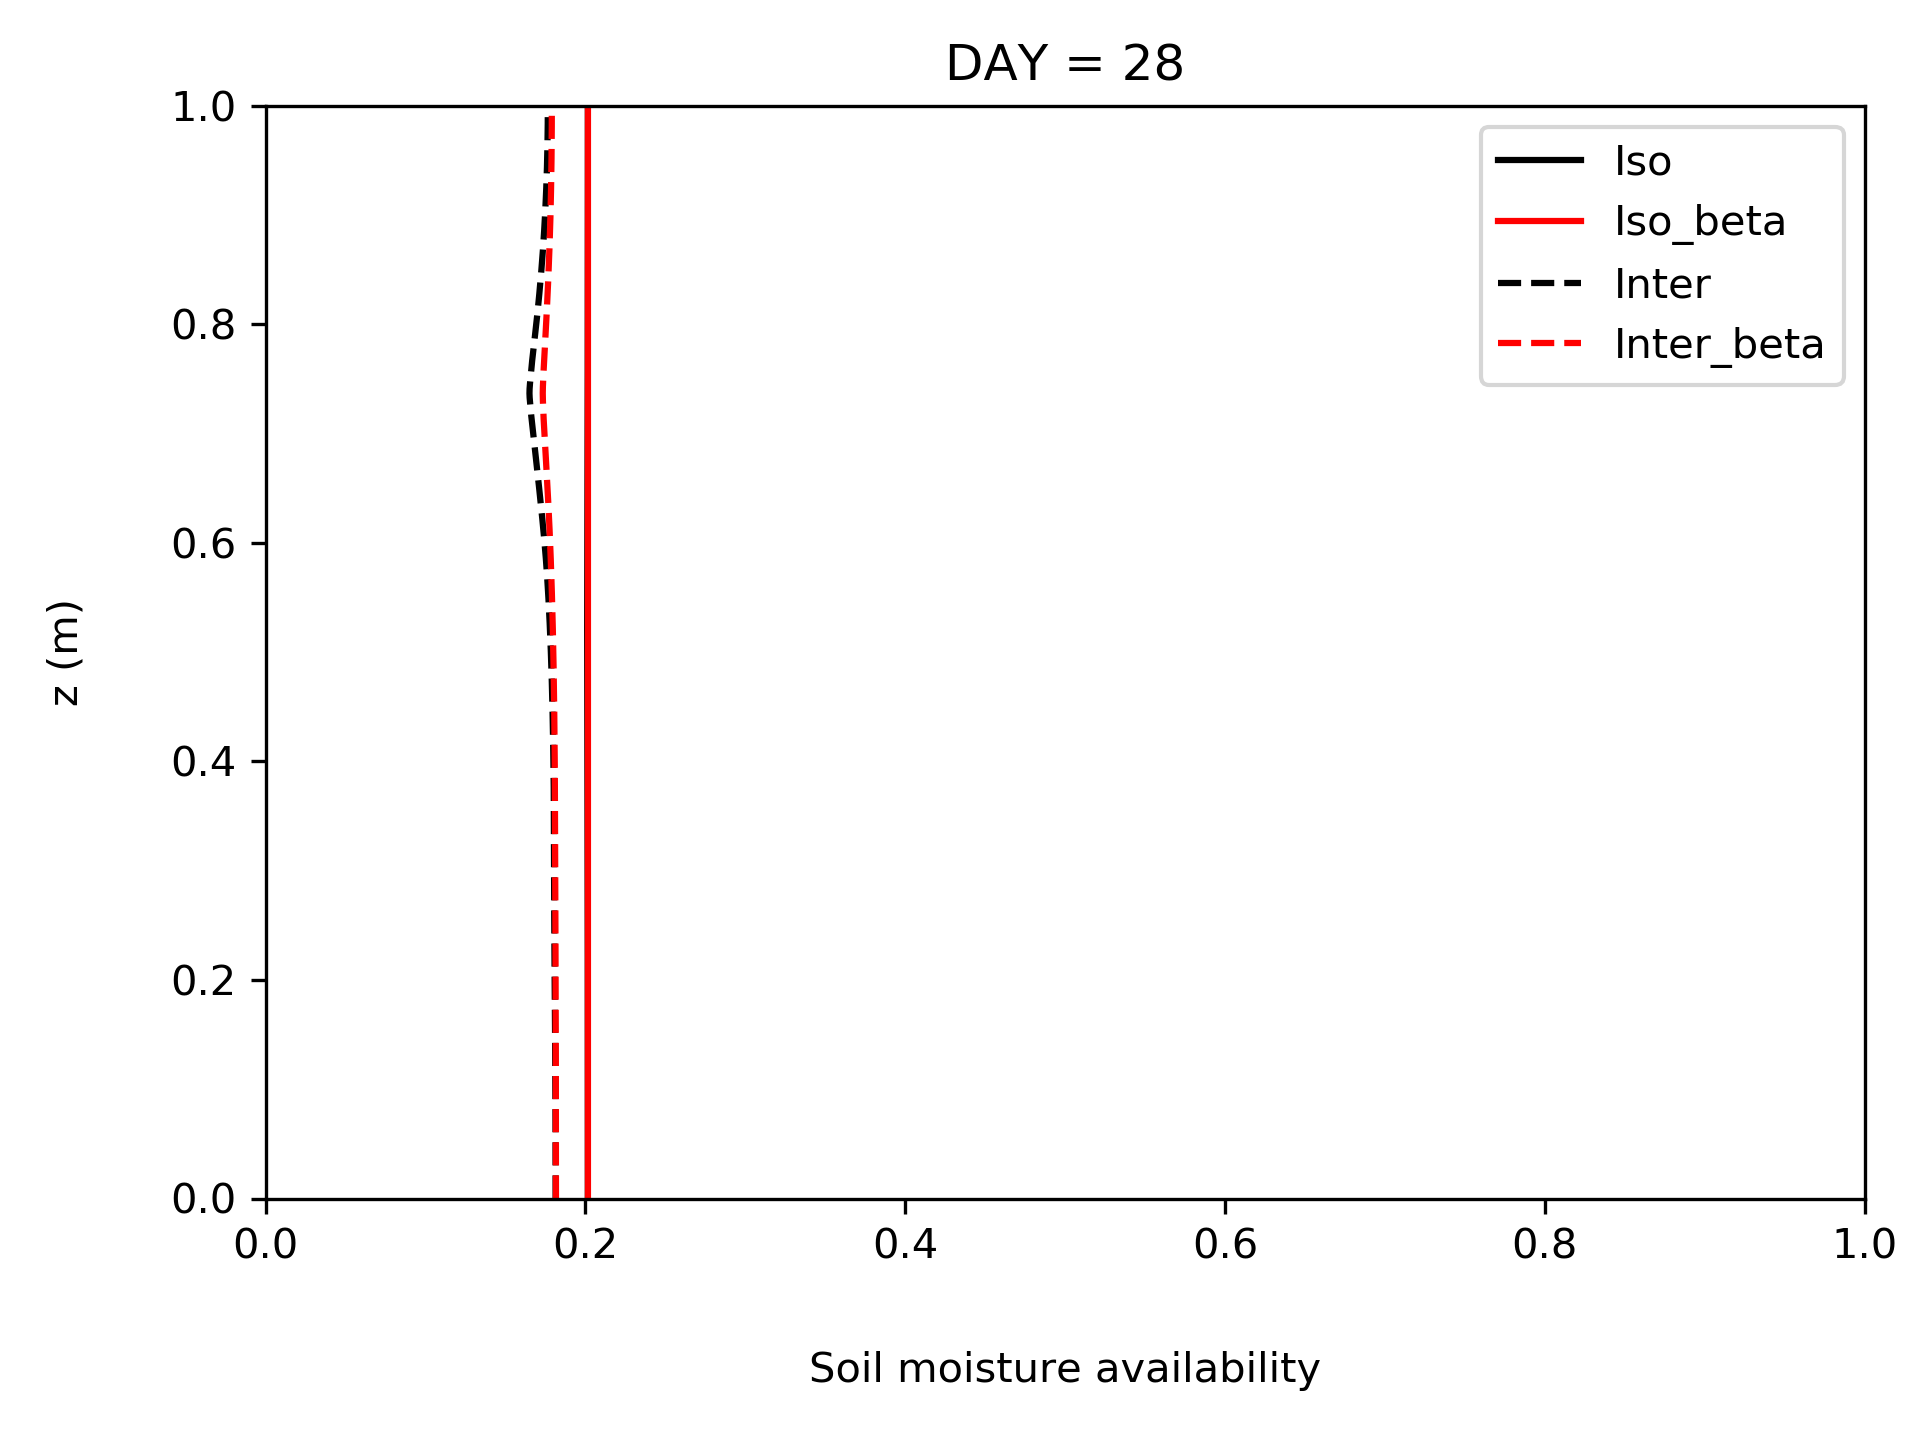 DAY = 28
1.0
0.8
0.6
0.4
0.2
0.0
z (m)
0.0 0.2 0.4 0.6 0.8 1.0
Soil moisture availability
Iso
Iso_beta
Inter
Inter_beta